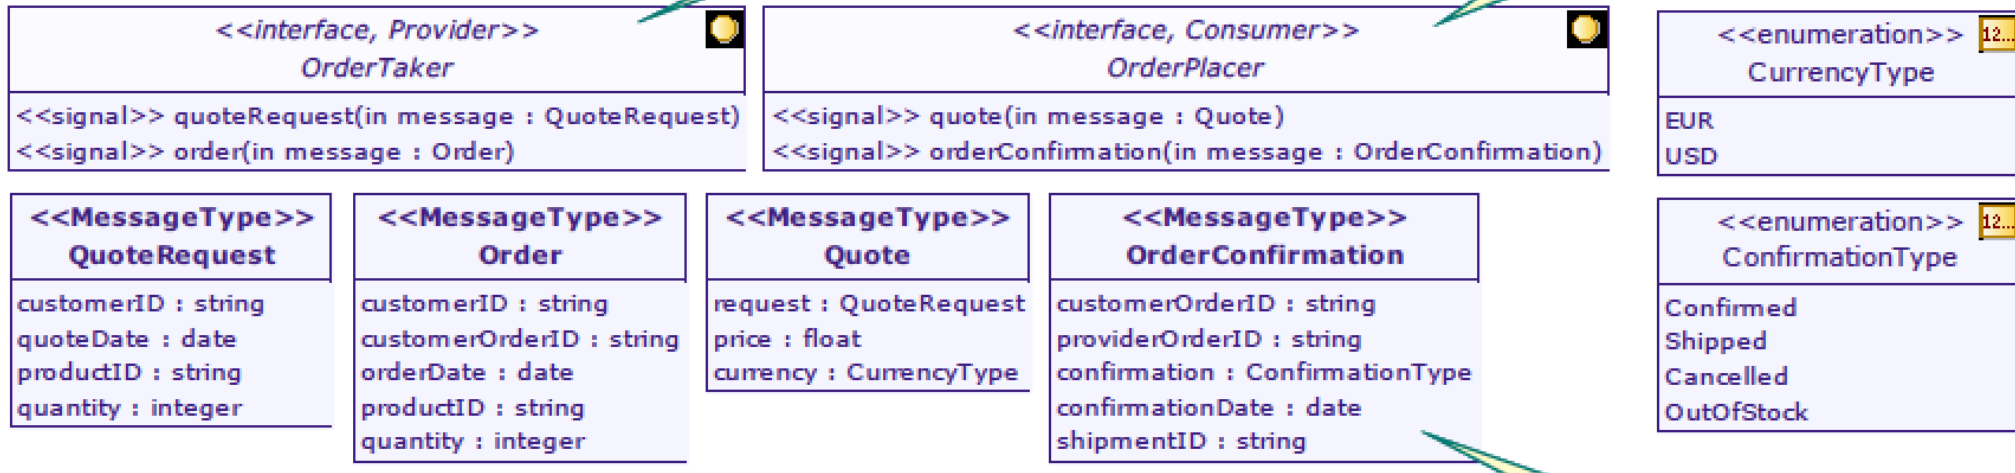 <<interface, Provider>>
OrderTaker
<<signal>> quoteRequest(in message : QuoteRequest)
<<signal>> order(in message : Order)
<<interface, Consumer>>
OrderPlacer
<<signal>> quote(in message : Quote)
<<signal>> orderConfirmation(in message : OrderConfirmation)
<<enumeration>>
12...
CurrencyType
EUR
USD
<<MessageType>>
QuoteRequest
customerID : string
quoteDate : date
productID : string
quantity : integer
<<MessageType>>
Order
customerID : string
customerOrderID : string
orderDate : date
productID : string
quantity : integer
<<MessageType>>
Quote
request : QuoteRequest
price : float
currency : CurrencyType
<<MessageType>>
OrderConfirmation
customerOrderID : string
providerOrderID : string
confirmation : ConfirmationType
confirmationDate : date
shipmentID : string
<<enumeration>>
12...
ConfirmationType
Confirmed
Shipped
Cancelled
OutOfStock